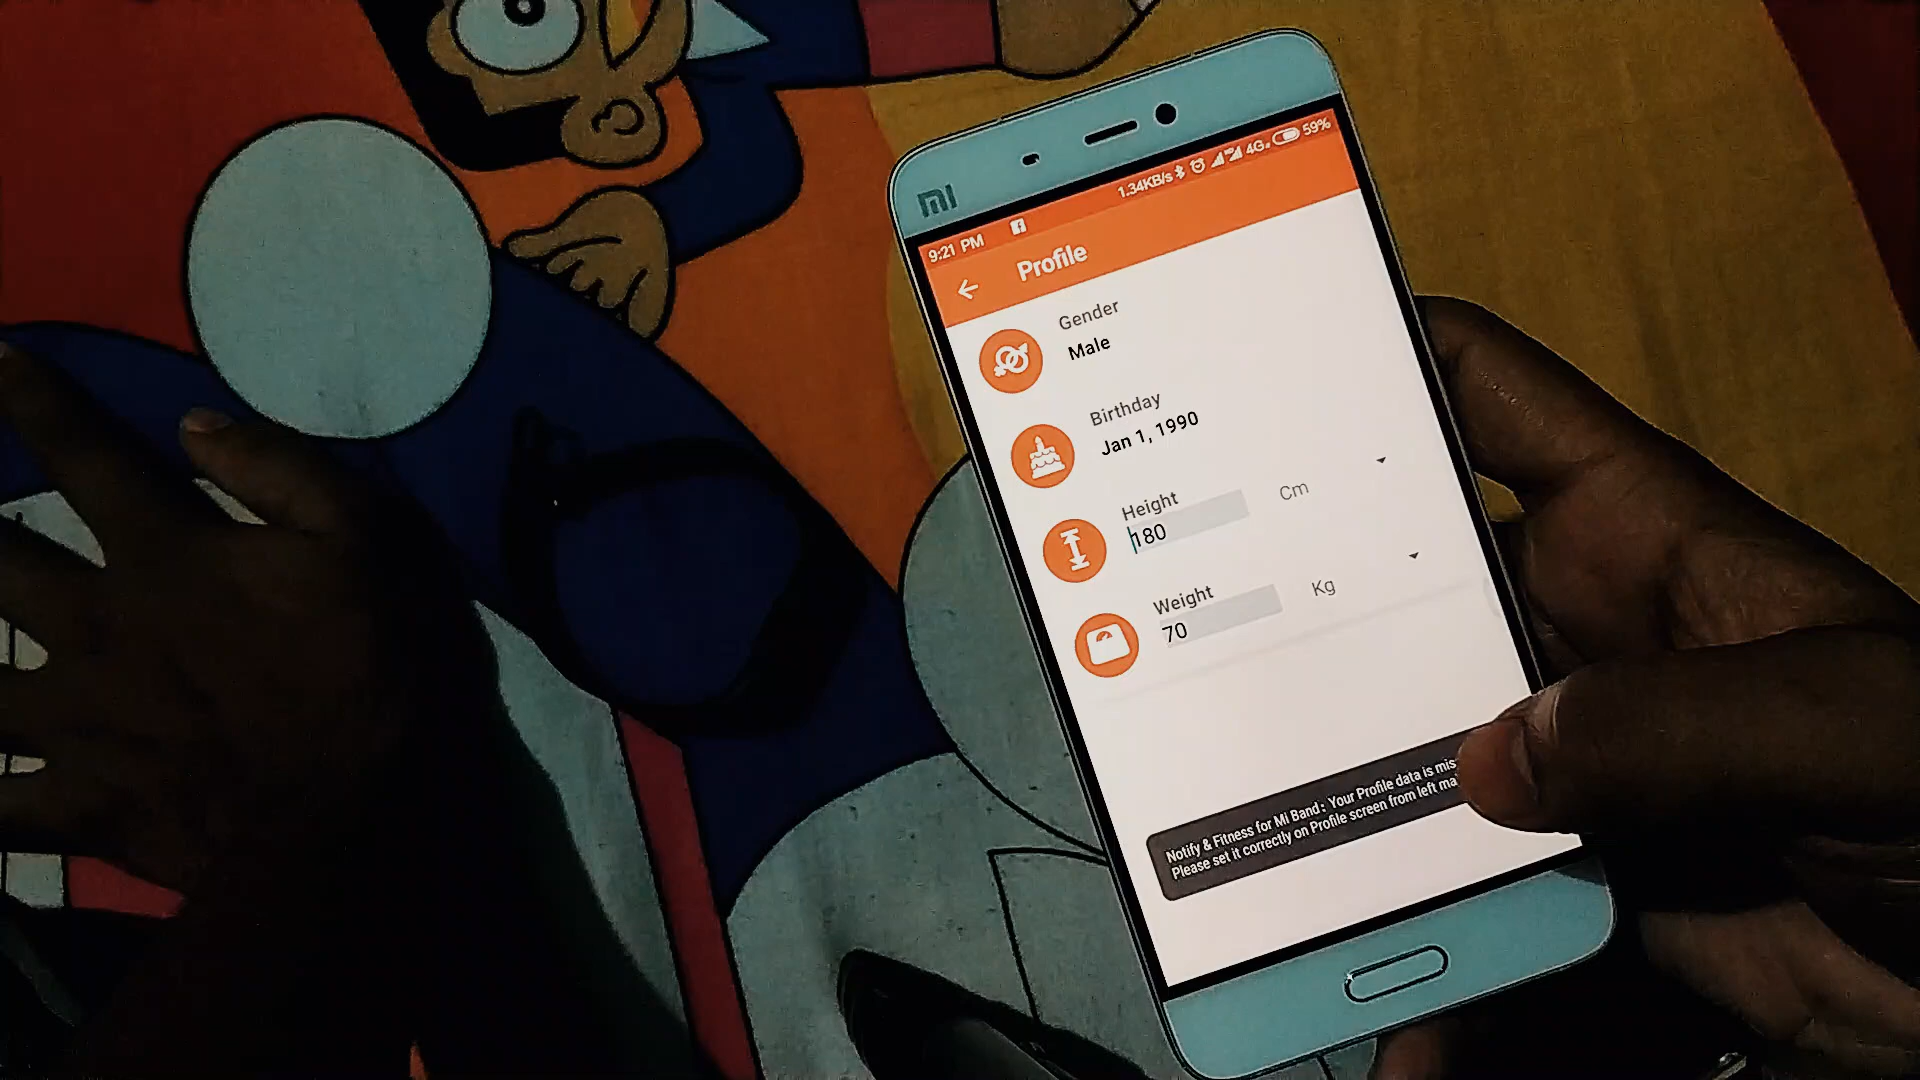 MI
9:21 PM 1.34KB/s 4G 59%
Profile
Gender
Male
Birthday
Jan 1, 1990
Height
180 Cm
Weight
70 Kg
Notify & Fitness for Mi Band: Your Profile data is
Please set it correctly on Profile screen from left